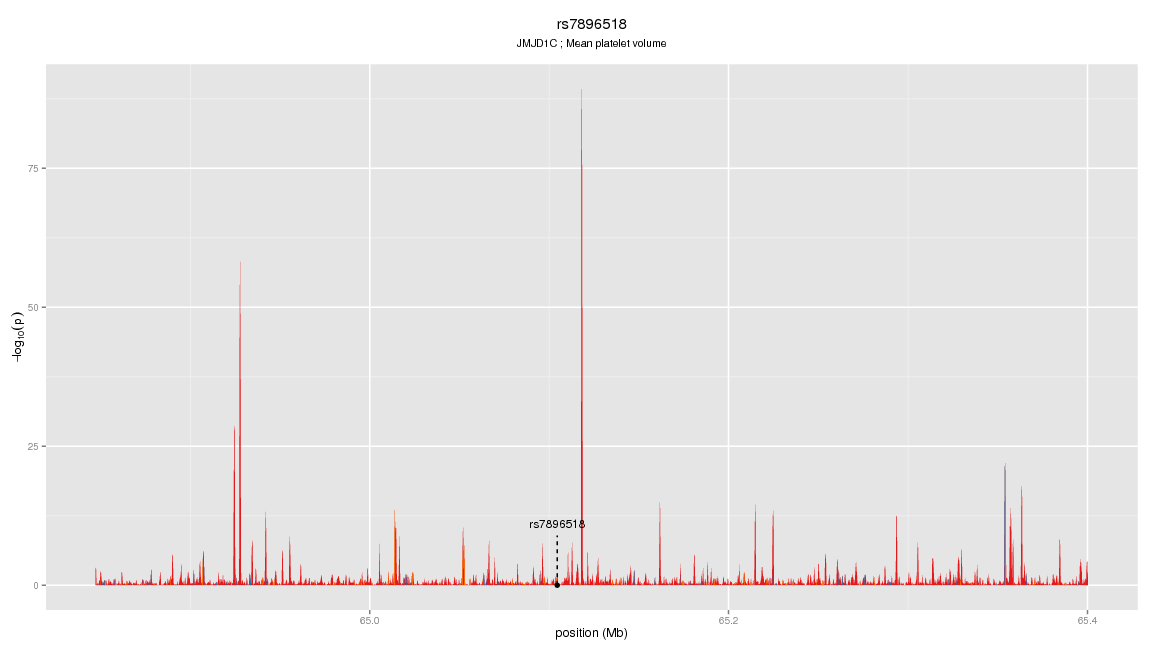 rs7896518
JMJD1C ; Mean platelet volume
75
50
25
0
−log10(p)
rs7896518
65.0
65.2
65.4
position (Mb)